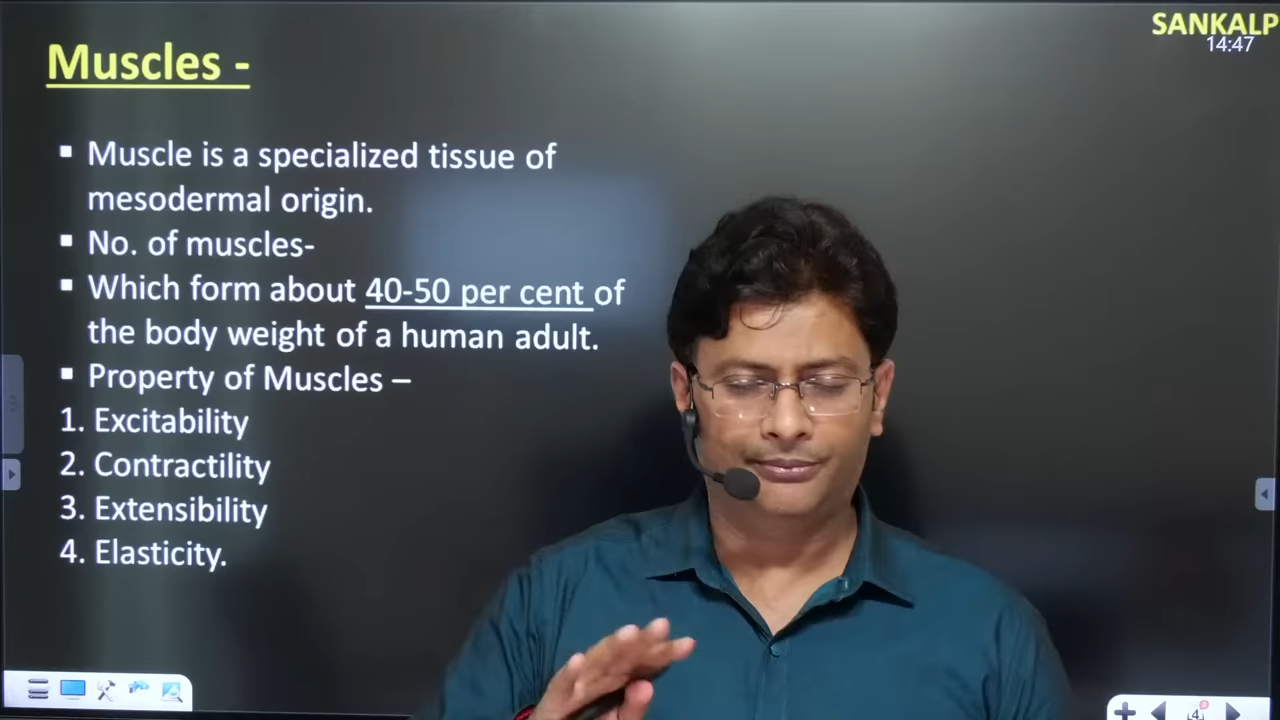 SANKALP
14:47
Muscles -
▪ Muscle is a specialized tissue of
mesodermal origin.
▪ No. of muscles-
▪ Which form about 40-50 per cent of
the body weight of a human adult.
▪ Property of Muscles –
1. Excitability
2. Contractility
3. Extensibility
4. Elasticity.
4